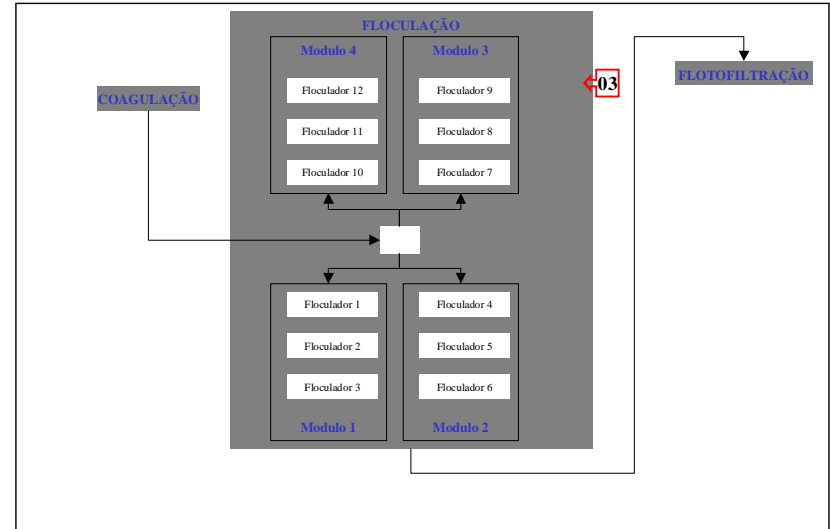 FLOCULAÇÃO
Modulo 4
Modulo 3
Floculador 12
Floculador 9
03
FLOTOFILTRAÇÃO
COAGULAÇÃO
Floculador 11
Floculador 8
Floculador 10
Floculador 7
Floculador 1
Floculador 4
Floculador 2
Floculador 5
Floculador 3
Floculador 6
Modulo 1
Modulo 2